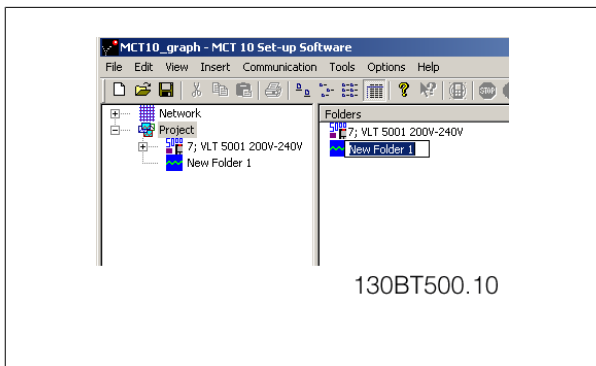 MCT10_graph - MCT 10 Set-up Software
File Edit View Insert Communication Tools Options Help
STOP
Network
Project
7; VLT 5001 200V-240V
New Folder 1
Folders
7; VLT 5001 200V-240V
New Folder 1
130BT500.10